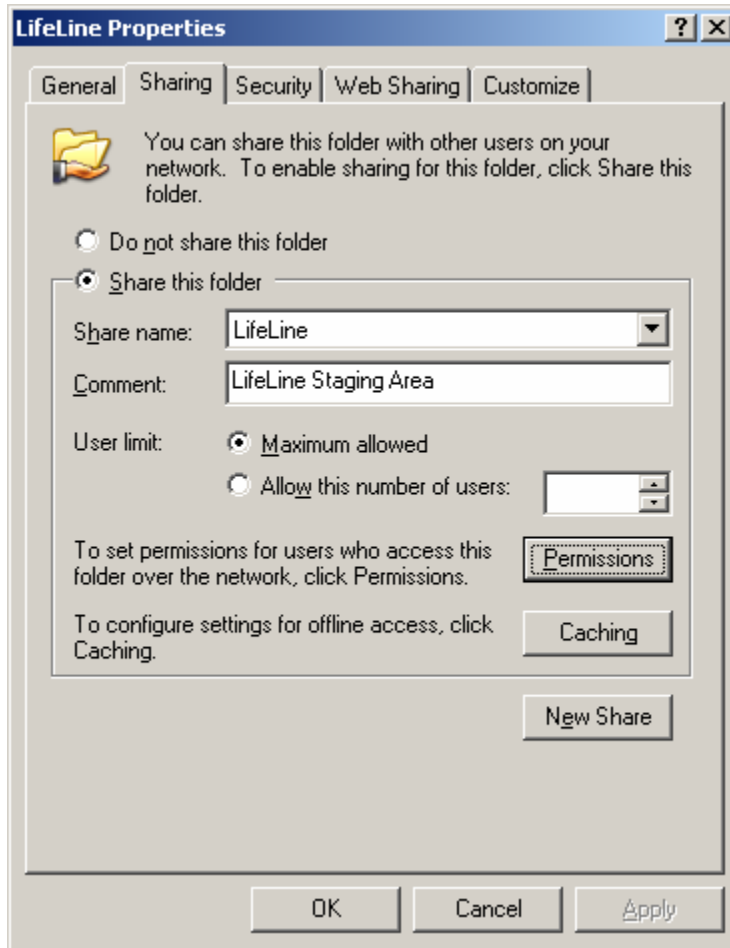 LifeLine Properties
?
X
General
Sharing
Security
Web Sharing
Customize
You can share this folder with other users on your
network. To enable sharing for this folder, click Share this
folder.
Do not share this folder
Share this folder
Share name:
LifeLine
Comment:
LifeLine Staging Area
User limit:
Maximum allowed
Allow this number of users:
To set permissions for users who access this
folder over the network, click Permissions.
Permissions
To configure settings for offline access, click
Caching.
Caching
New Share
OK
Cancel
Apply